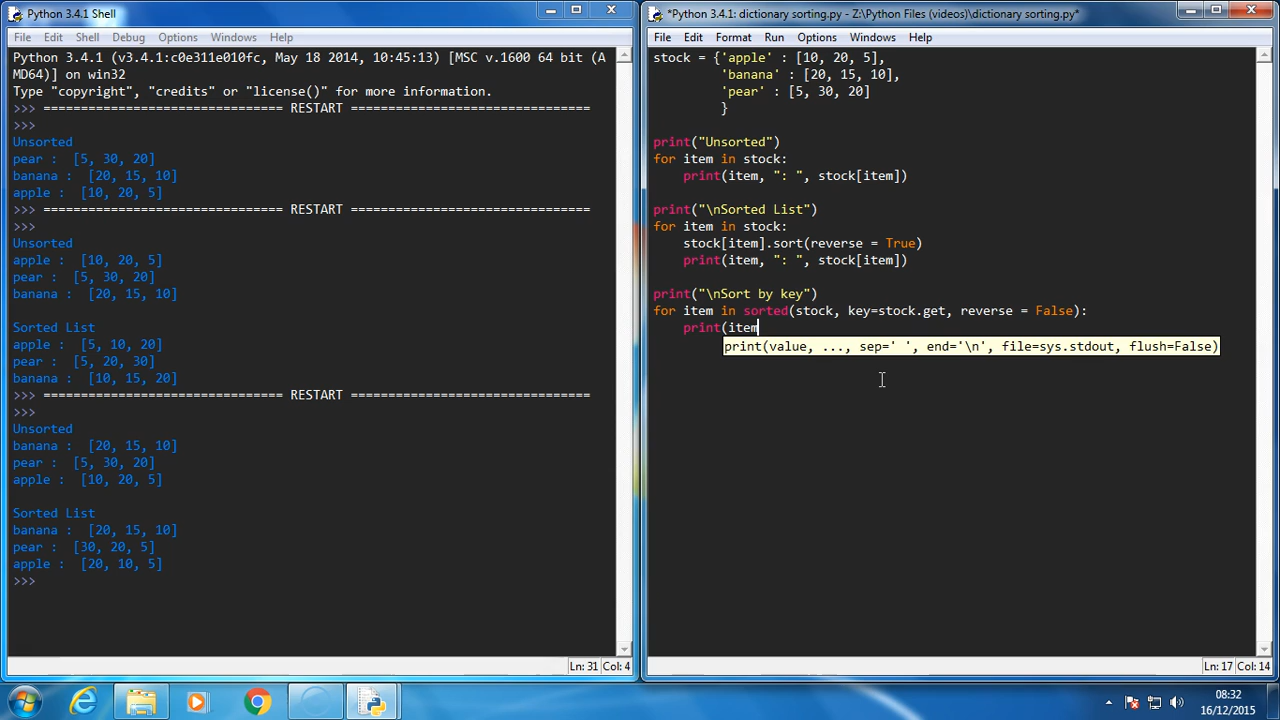 Python 3.4.1 Shell
File Edit Shell Debug Options Windows Help
Python 3.4.1 (v3.4.1:c0e311e010fc, May 18 2014, 10:45:13) [MSC v.1600 64 bit (A
MD64)] on win32
Type "copyright", "credits" or "license()" for more information.
>>> ================================ RESTART ================================
>>>
Unsorted
pear :  [5, 30, 20]
banana :  [20, 15, 10]
apple :  [10, 20, 5]
>>> ================================ RESTART ================================
>>>
Unsorted
apple :  [10, 20, 5]
pear :  [5, 30, 20]
banana :  [20, 15, 10]

Sorted List
apple :  [5, 10, 20]
pear :  [5, 20, 30]
banana :  [10, 15, 20]
>>> ================================ RESTART ================================
>>>
Unsorted
banana :  [20, 15, 10]
pear :  [5, 30, 20]
apple :  [10, 20, 5]

Sorted List
banana :  [20, 15, 10]
pear :  [30, 20, 5]
apple :  [20, 10, 5]
>>>
Ln: 31 Col: 4
*Python 3.4.1: dictionary sorting.py - Z:\Python Files (videos)\dictionary sorting.py*
File Edit Format Run Options Windows Help
stock = {'apple' : [10, 20, 5],
         'banana' : [20, 15, 10],
         'pear' : [5, 30, 20]
         }

print("Unsorted")
for item in stock:
    print(item, ": ", stock[item])

print("\nSorted List")
for item in stock:
    stock[item].sort(reverse = True)
    print(item, ": ", stock[item])

print("\nSort by key")
for item in sorted(stock, key=stock.get, reverse = False):
    print(item
print(value, ..., sep=' ', end='\n', file=sys.stdout, flush=False)
Ln: 17 Col: 14
08:32
16/12/2015